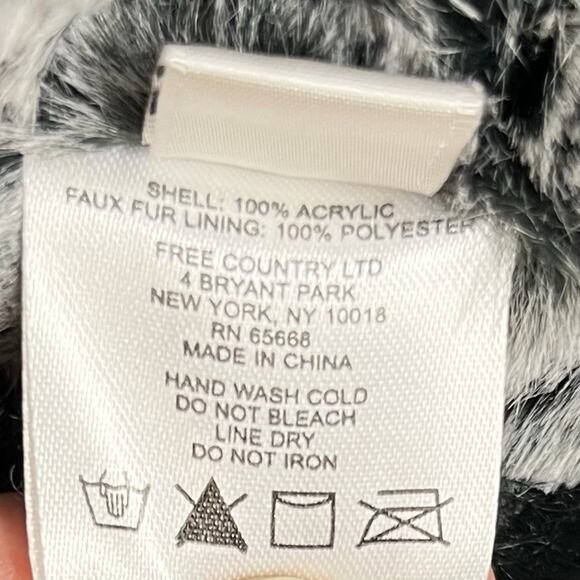 SHELL: 100% ACRYLIC
FAUX FUR LINING: 100% POLYESTER
FREE COUNTRY LTD
4 BRYANT PARK
NEW YORK, NY 10018
RN 65668
MADE IN CHINA
HAND WASH COLD
DO NOT BLEACH
LINE DRY
DO NOT IRON